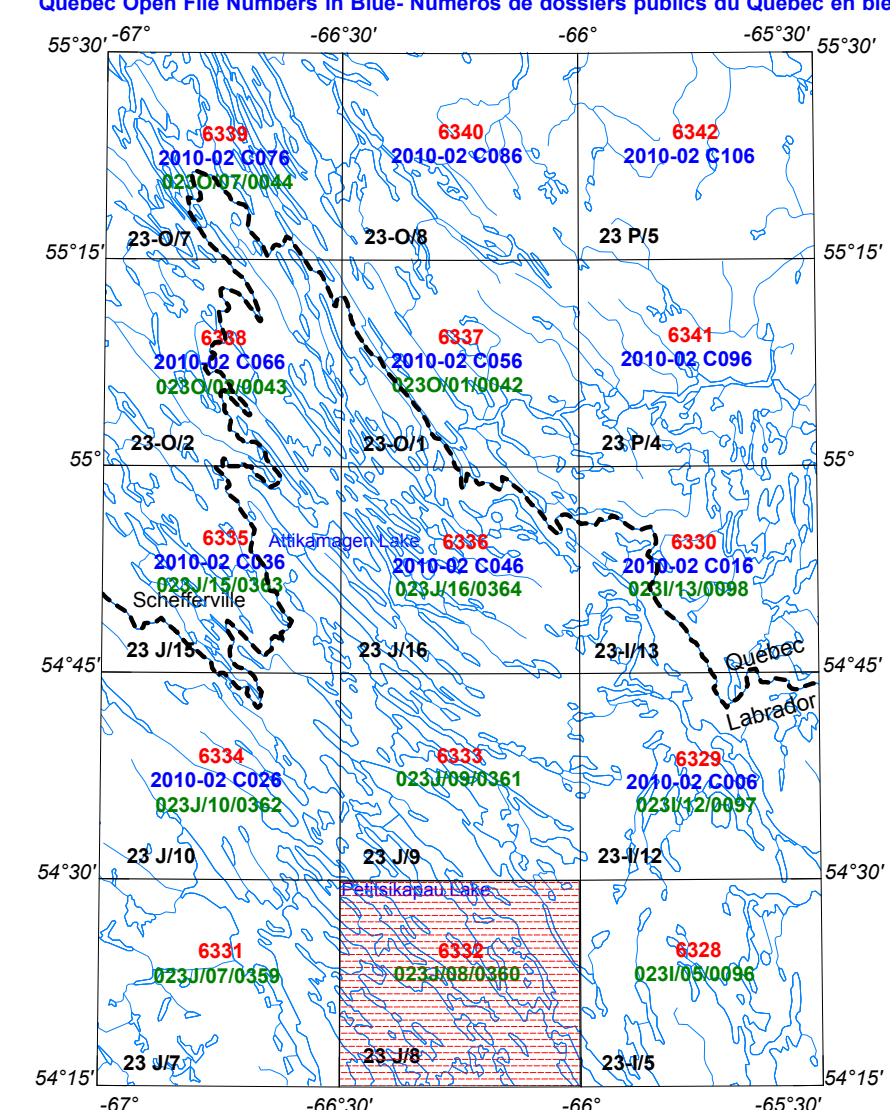 Quebec Open File Numbers in Blue- Numéros de dossiers publics du Québec en ble
-67° -66°30' -66° -65°30'
55°30' 55°30'
6339 6340 6342
2010-02 C076 2010-02 C086 2010-02 C106
023O/07/0044
23-O/7 23-O/8 23 P/5
55°15' 55°15'
6338 6337 6341
2010-02 C066 2010-02 C056 2010-02 C096
023O/02/0043 023O/01/0042
23-O/2 23-O/1 23 P/4
55° 55°
6335 Attikamagen Lake 6336 6330
2010-02 C036 2010-02 C046 2010-02 C016
023J/15/0363 023J/16/0364 023I/13/0098
Schefferville
23 J/15 23 J/16 23-I/13 Quebec
54°45' 54°45'
Labrador
6334 6333 6329
2010-02 C026 023J/09/0361 2010-02 C006
023J/10/0362 023I/12/0097
23 J/10 23 J/9 23-I/12
54°30' 54°30'
Petitsikapau Lake
6331 6332 6328
023J/07/0359 023J/08/0360 023I/05/0096
23 J/7 23 J/8 23-I/5
54°15' 54°15'
-67° -66°30' -66° -65°30'